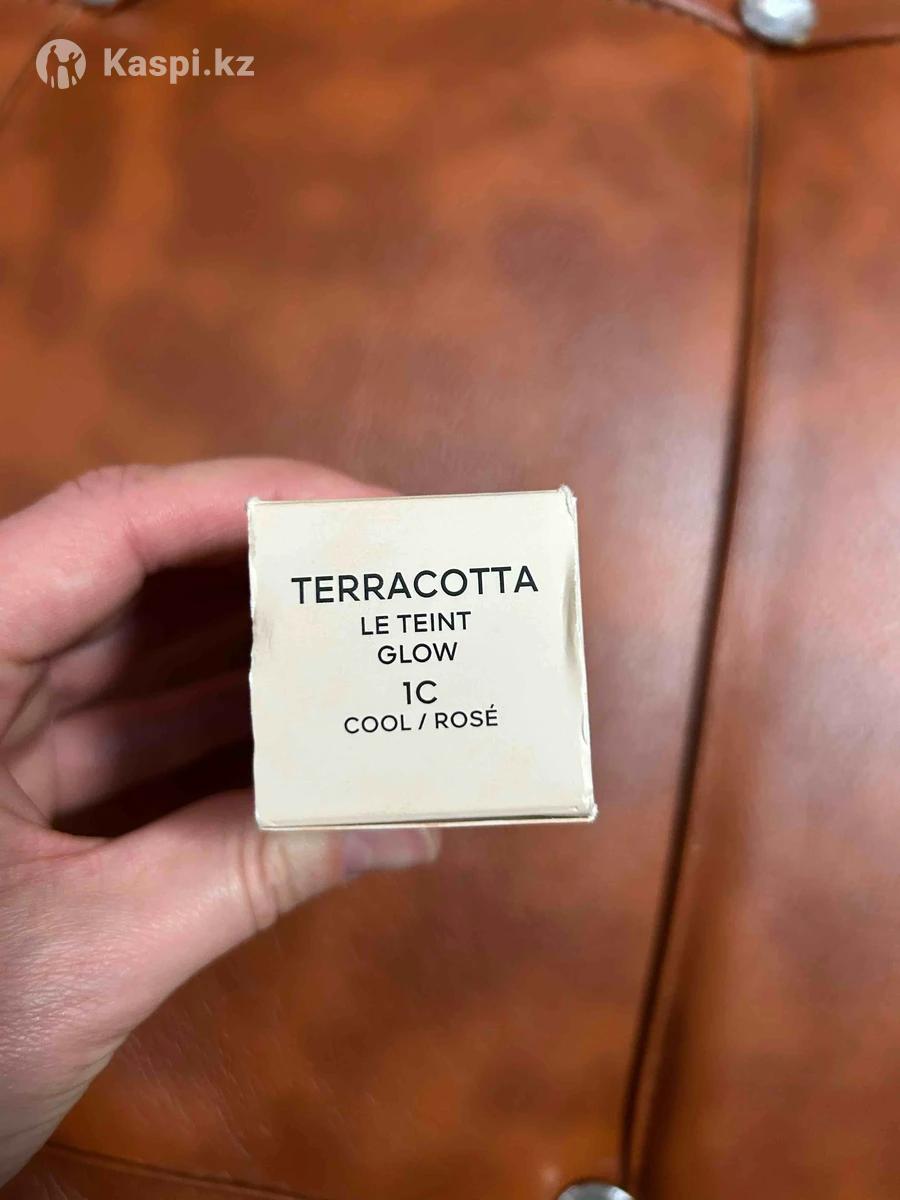 Kaspi.kz
TERRACOTTA
LE TEINT
GLOW
1C
COOL / ROSÉ